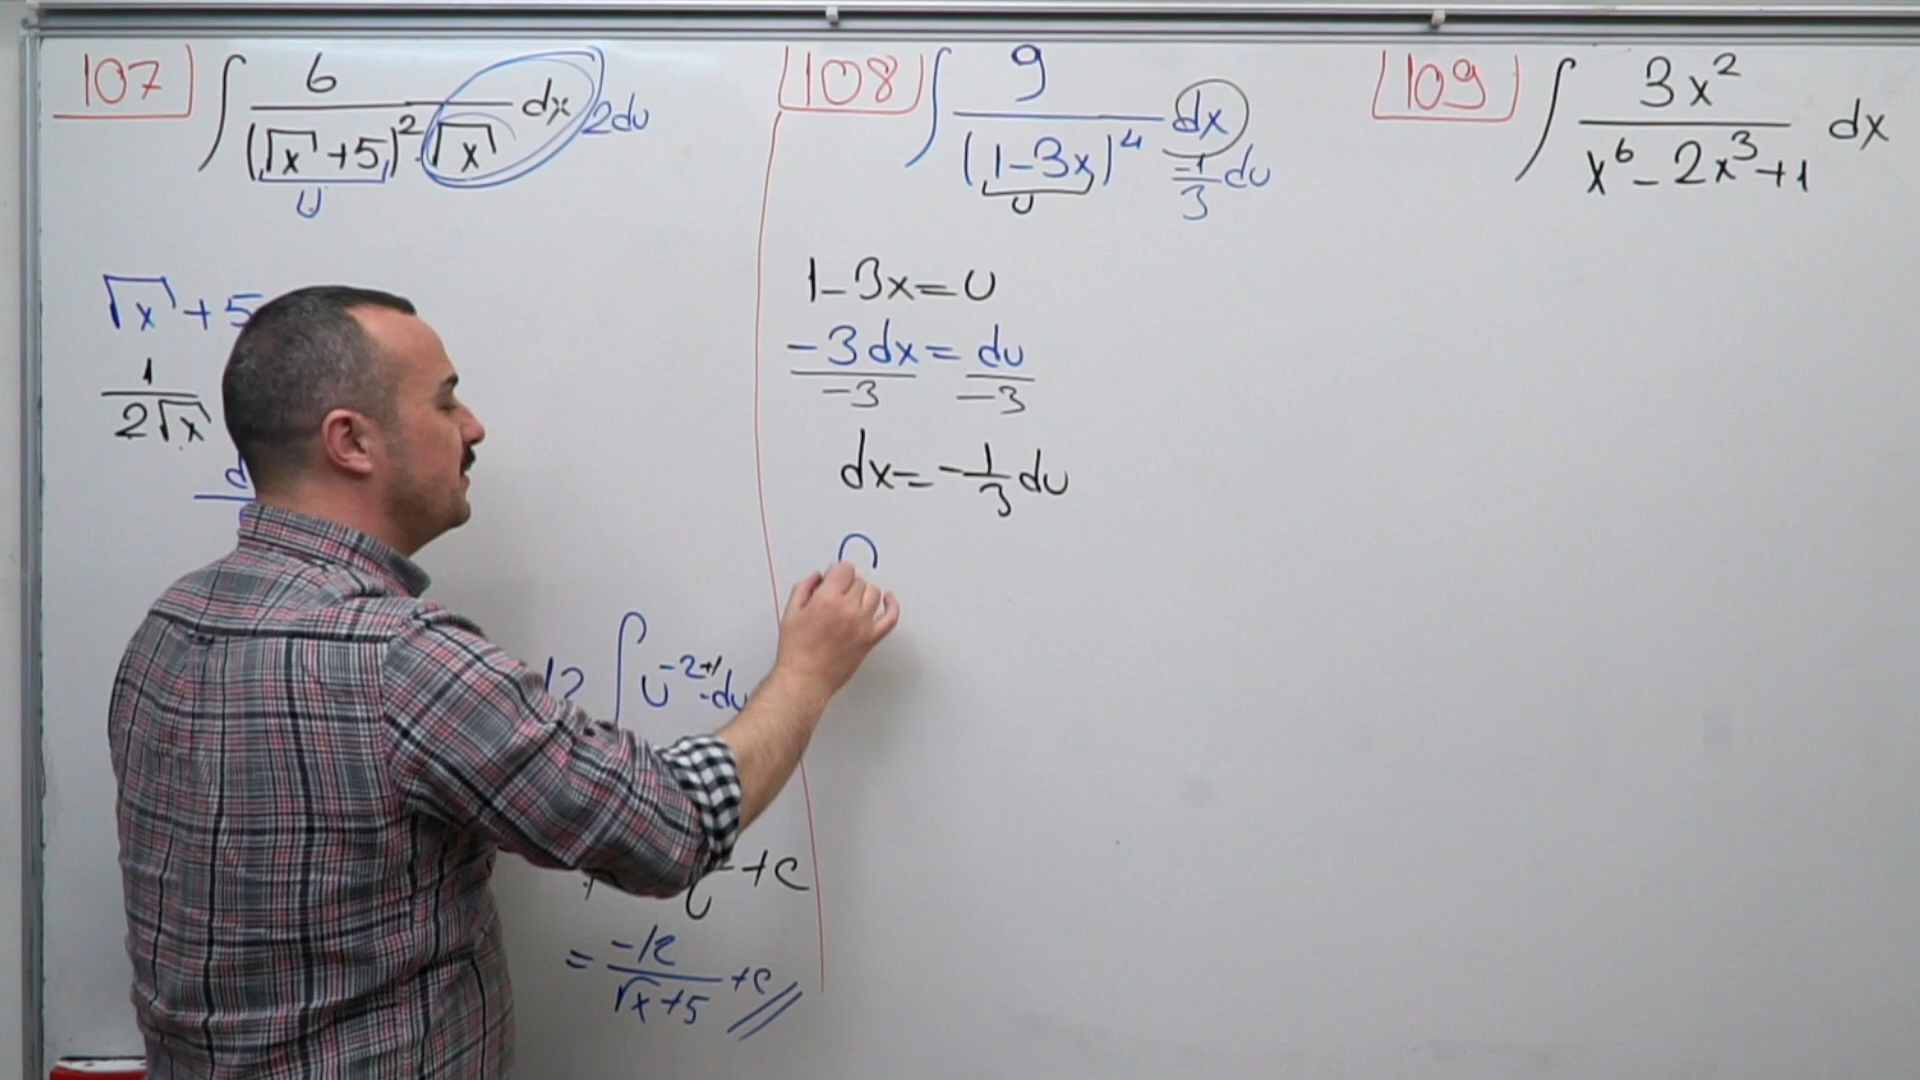 107 ∫ 6 / (√x + 5)² · √x dx 2du
u
√x + 5
1 / 2√x
12 ∫ u⁻²⁺¹ · du
+ c
= -12 / √x + 5 + c
108 ∫ 9 / (1 - 3x)⁴ dx
u -1/3 du
1 - 3x = u
-3dx / -3 = du / -3
dx = -1/3 du
109 ∫ 3x² / x⁶ - 2x³ + 1 dx